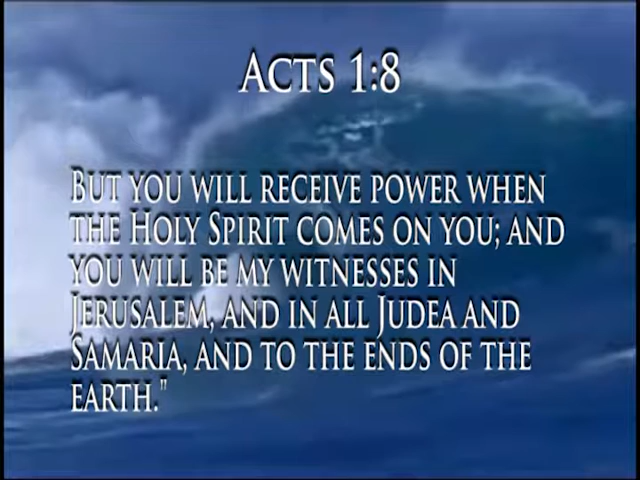 Acts 1:8
But you will receive power when
the Holy Spirit comes on you; and
you will be my witnesses in
Jerusalem, and in all Judea and
Samaria, and to the ends of the
earth."